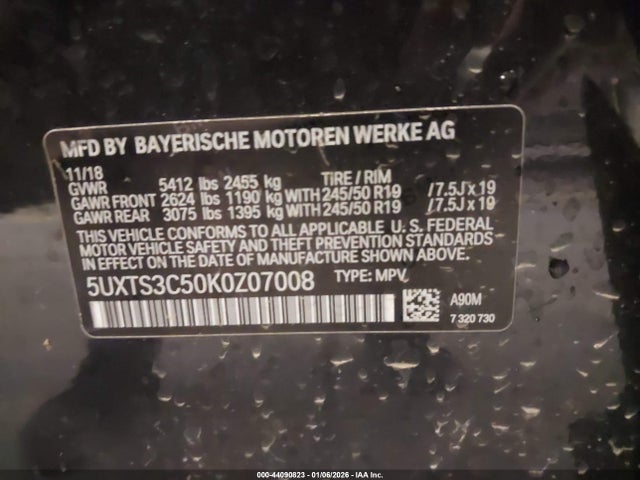 MFD BY BAYERISCHE MOTOREN WERKE AG
11/18 TIRE / RIM
GVWR 5412 lbs 2455 kg
GAWR FRONT 2624 lbs 1190 kg WITH 245/50 R19 /7.5J x 19
GAWR REAR 3075 lbs 1395 kg WITH 245/50 R19 /7.5J x 19
THIS VEHICLE CONFORMS TO ALL APPLICABLE U. S. FEDERAL
MOTOR VEHICLE SAFETY AND THEFT PREVENTION STANDARDS
IN EFFECT ON THE DATE OF MANUFACTURE SHOWN ABOVE.
5UXTS3C50K0Z07008 TYPE: MPV
A90M
7 320 730
000-44090823 - 01/06/2026 - IAA Inc.